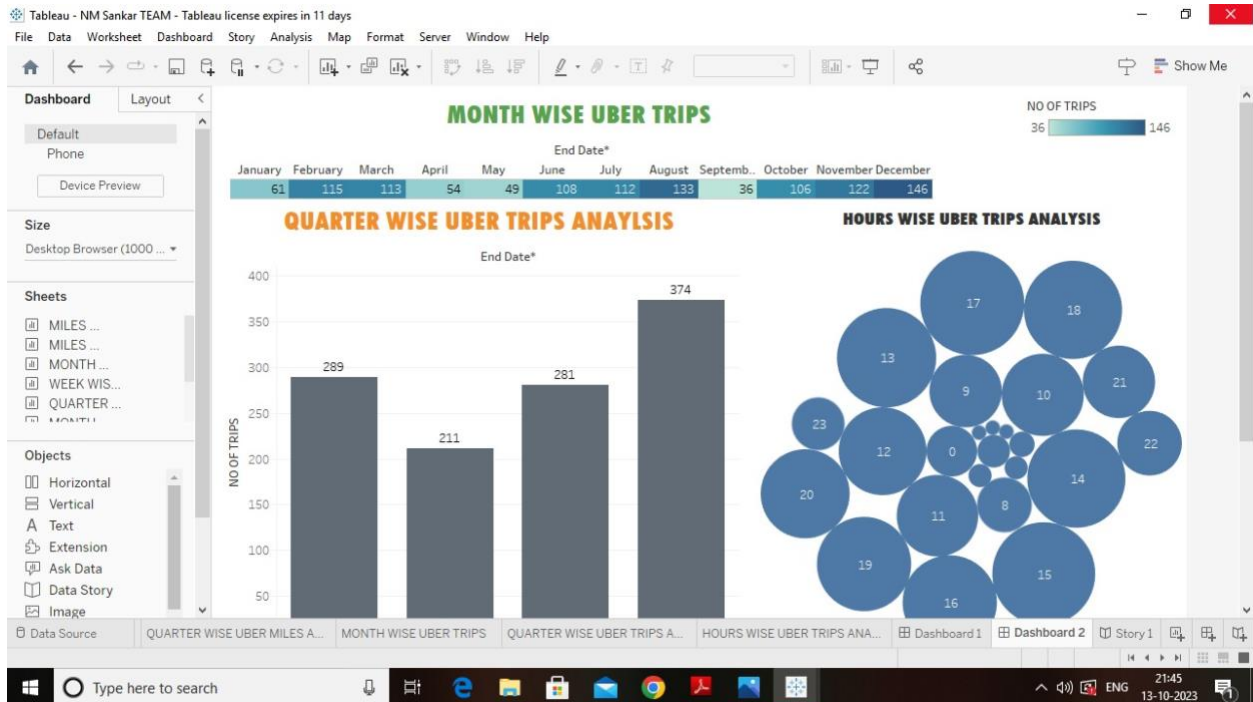 Tableau - NM Sankar TEAM - Tableau license expires in 11 days
File Data Worksheet Dashboard Story Analysis Map Format Server Window Help
Show Me
Dashboard Layout
Default
Phone
Device Preview
Size
Desktop Browser (1000 ...
Sheets
MILES ...
MILES ...
MONTH ...
WEEK WIS...
QUARTER ...
MONTH
Objects
Horizontal
Vertical
Text
Extension
Ask Data
Data Story
Image
MONTH WISE UBER TRIPS
NO OF TRIPS
36 146
End Date*
January February March April May June July August Septemb.. October November December
61 115 113 54 49 108 112 133 36 106 122 146
QUARTER WISE UBER TRIPS ANAYLSIS
End Date*
NO OF TRIPS
400
350
300
250
200
150
100
50
289
211
281
374
HOURS WISE UBER TRIPS ANALYSIS
17
18
13
9
10
21
23
12
0
22
20
14
11
8
19
15
16
Data Source QUARTER WISE UBER MILES A... MONTH WISE UBER TRIPS QUARTER WISE UBER TRIPS A... HOURS WISE UBER TRIPS ANA... Dashboard 1 Dashboard 2 Story 1
Type here to search
ENG
21:45
13-10-2023
1